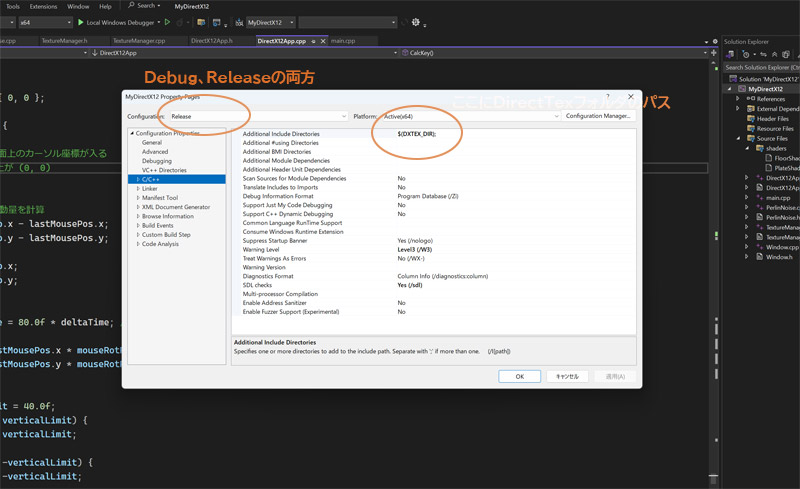 Tools Extensions Window Help Search MyDirectX12
x64 Local Windows Debugger MyDirectX12
TextureManager.h TextureManager.cpp DirectX12App.h DirectX12App.cpp main.cpp
DirectX12App CalcKey()
Debug、Releaseの両方
ここにDirectTexフォルダのパス
MyDirectX12 Property Pages
Configuration: Release Platform: Active(x64) Configuration Manager...
Configuration Properties
General
Advanced
Debugging
VC++ Directories
C/C++
Linker
Manifest Tool
XML Document Generator
Browse Information
Build Events
Custom Build Step
Code Analysis
Additional Include Directories $(DXTEX_DIR);
Additional #using Directories
Additional BMI Directories
Additional Module Dependencies
Additional Header Unit Dependencies
Scan Sources for Module Dependencies No
Translate Includes to Imports No
Debug Information Format Program Database (/Zi)
Support Just My Code Debugging No
Support C++ Dynamic Debugging No
Common Language RunTime Support
Consume Windows Runtime Extension
Suppress Startup Banner Yes (/nologo)
Warning Level Level3 (/W3)
Treat Warnings As Errors No (/WX-)
Warning Version
Diagnostics Format Column Info (/diagnostics:column)
SDL checks Yes (/sdl)
Multi-processor Compilation
Enable Address Sanitizer No
Enable Fuzzer Support (Experimental) No
Additional Include Directories
Specifies one or more directories to add to the include path. Separate with ';' if more than one. (/I[path])
OK キャンセル 適用(A)
{ 0, 0 };
{
面上のカーソル座標が入る
上が (0, 0)
動量を計算
.x - lastMousePos.x;
.y - lastMousePos.y;
.x;
.y;
= 80.0f * deltaTime;
stMousePos.x * mouseRot
stMousePos.y * mouseRot
it = 40.0f;
verticalLimit) {
verticalLimit;
-verticalLimit) {
-verticalLimit;
Solution Explorer
Search Solution Explorer
Solution 'MyDirectX12'
MyDirectX12
References
External Depend
Header Files
Resource Files
Source Files
shaders
FloorShad
PlateShad
DirectX12Ap
DirectX12Ap
main.cpp
PerlinNoise.c
PerlinNoise.h
TextureMana
TextureMana
Window.cpp
Window.h